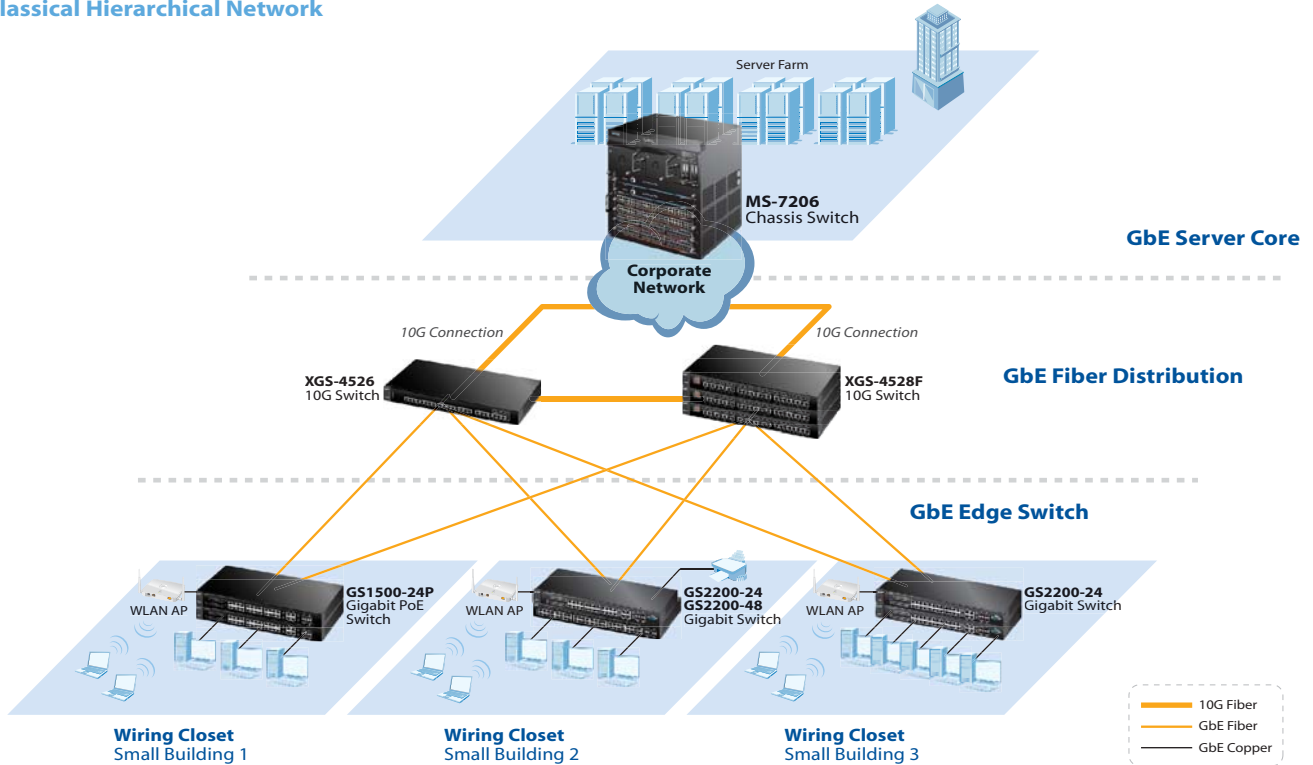 lassical Hierarchical Network
Server Farm
MS-7206
Chassis Switch
GbE Server Core
Corporate
Network
10G Connection
10G Connection
XGS-4526
10G Switch
XGS-4528F
10G Switch
GbE Fiber Distribution
GbE Edge Switch
WLAN AP
GS1500-24P
Gigabit PoE
Switch
WLAN AP
GS2200-24
GS2200-48
Gigabit Switch
WLAN AP
GS2200-24
Gigabit Switch
Wiring Closet
Small Building 1
Wiring Closet
Small Building 2
Wiring Closet
Small Building 3
10G Fiber
GbE Fiber
GbE Copper